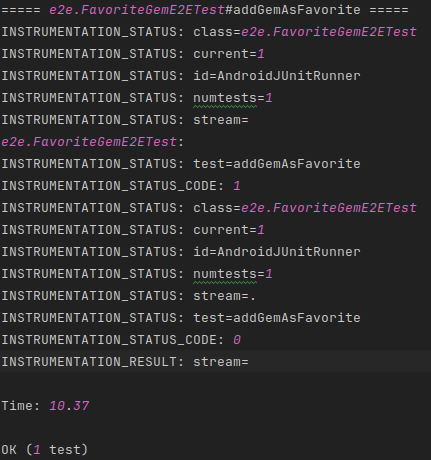 ===== e2e.FavoriteGemE2ETest#addGemAsFavorite =====
INSTRUMENTATION_STATUS: class=e2e.FavoriteGemE2ETest
INSTRUMENTATION_STATUS: current=1
INSTRUMENTATION_STATUS: id=AndroidJUnitRunner
INSTRUMENTATION_STATUS: numtests=1
INSTRUMENTATION_STATUS: stream=
e2e.FavoriteGemE2ETest:
INSTRUMENTATION_STATUS: test=addGemAsFavorite
INSTRUMENTATION_STATUS_CODE: 1
INSTRUMENTATION_STATUS: class=e2e.FavoriteGemE2ETest
INSTRUMENTATION_STATUS: current=1
INSTRUMENTATION_STATUS: id=AndroidJUnitRunner
INSTRUMENTATION_STATUS: numtests=1
INSTRUMENTATION_STATUS: stream=.
INSTRUMENTATION_STATUS: test=addGemAsFavorite
INSTRUMENTATION_STATUS_CODE: 0
INSTRUMENTATION_RESULT: stream=
Time: 10.37
OK (1 test)